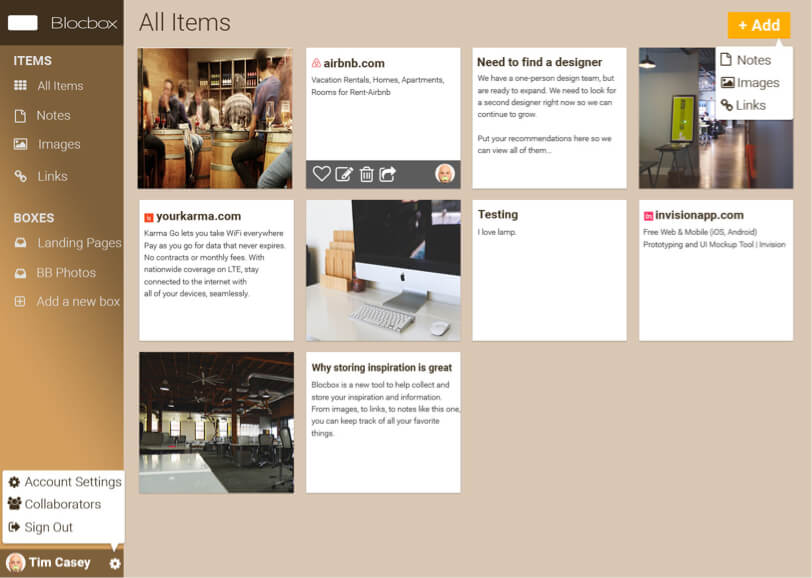 Blocbox
All Items
+ Add
Notes
Images
Links
ITEMS
All Items
Notes
Images
Links
BOXES
Landing Pages
BB Photos
Add a new box
Account Settings
Collaborators
Sign Out
Tim Casey
airbnb.com
Vacation Rentals, Homes, Apartments,
Rooms for Rent-Airbnb
Need to find a designer
We have a one-person design team, but
are ready to expand. We need to look for
a second designer right now so we can
continue to grow.
Put your recommendations here so we
can view all of them...
yourkarma.com
Karma Go lets you take WiFi everywhere
Pay as you go for data that never expires.
No contracts or monthly fees. With
nationwide coverage on LTE, stay
connected to the internet with
all of your devices, seamlessly.
Testing
I love lamp.
in invisionapp.com
Free Web & Mobile (iOS, Android)
Prototyping and UI Mockup Tool | Invision
Why storing inspiration is great
Blocbox is a new tool to help collect and
store your inspiration and information.
From images, to links, to notes like this one,
you can keep track of all your favorite
things.